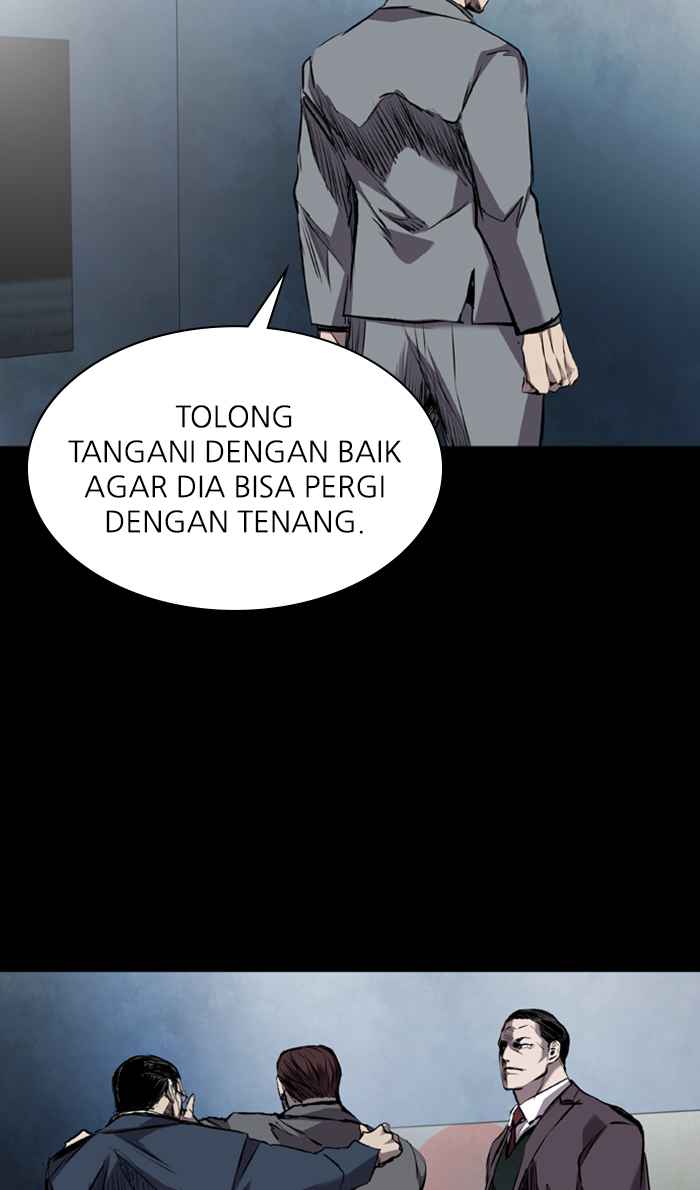 TOLONG
TANGANI DENGAN BAIK
AGAR DIA BISA PERGI
DENGAN TENANG.